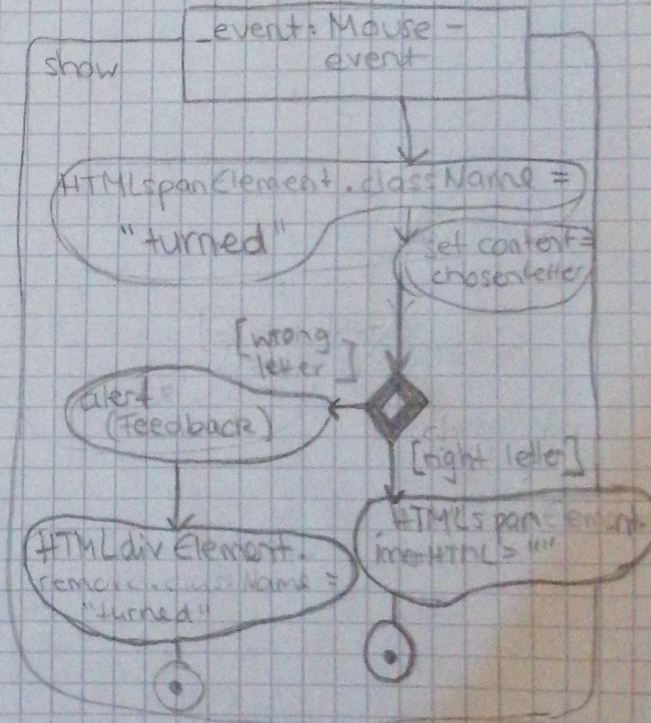 _event: Mouse-
event
show
HTMLspanElement.className =
"turned"
set content =
chosenletter
[wrong
letter]
alert
(Feedback)
[right letter]
HTMLspanElement.
HTMLdivElement.
Name =
"turned"